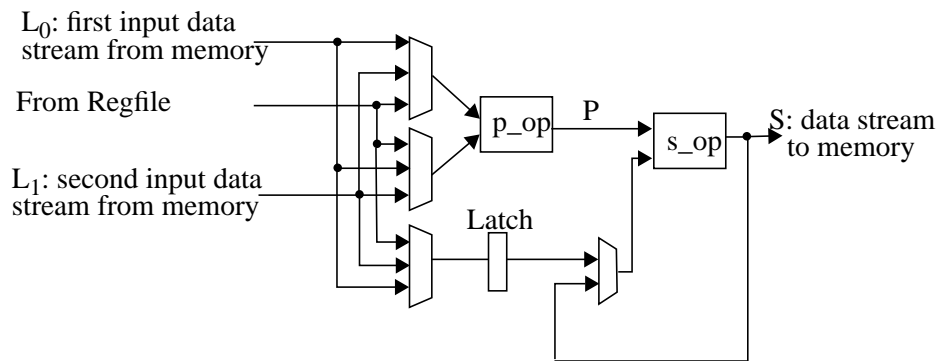 L0: first input data
stream from memory
From Regfile
p_op
P
s_op
S: data stream
to memory
L1: second input data
stream from memory
Latch